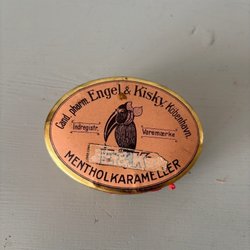 Cand. pharm. Engel & Kisky, København.
Indregistr. Varemærke
MENTHOLKARAMELLER